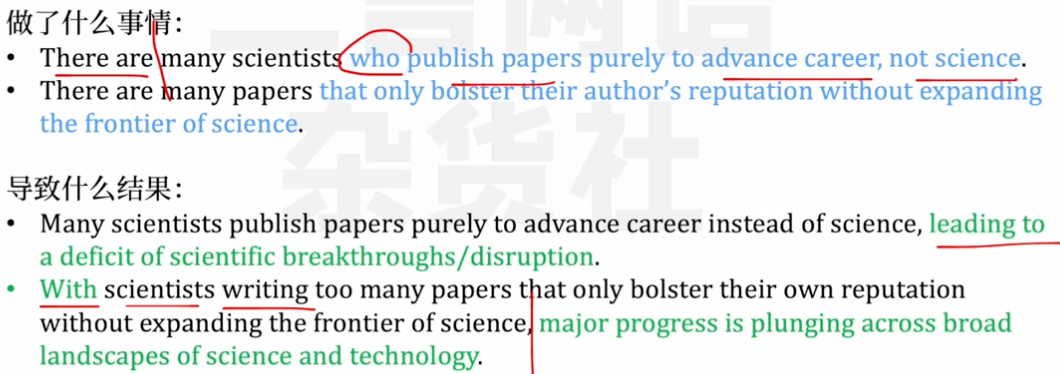 做了什么事情：
• There are many scientists who publish papers purely to advance career, not science.
• There are many papers that only bolster their author's reputation without expanding
the frontier of science.
导致什么结果：
• Many scientists publish papers purely to advance career instead of science, leading to
a deficit of scientific breakthroughs/disruption.
• With scientists writing too many papers that only bolster their own reputation
without expanding the frontier of science, major progress is plunging across broad
landscapes of science and technology.
杂货社